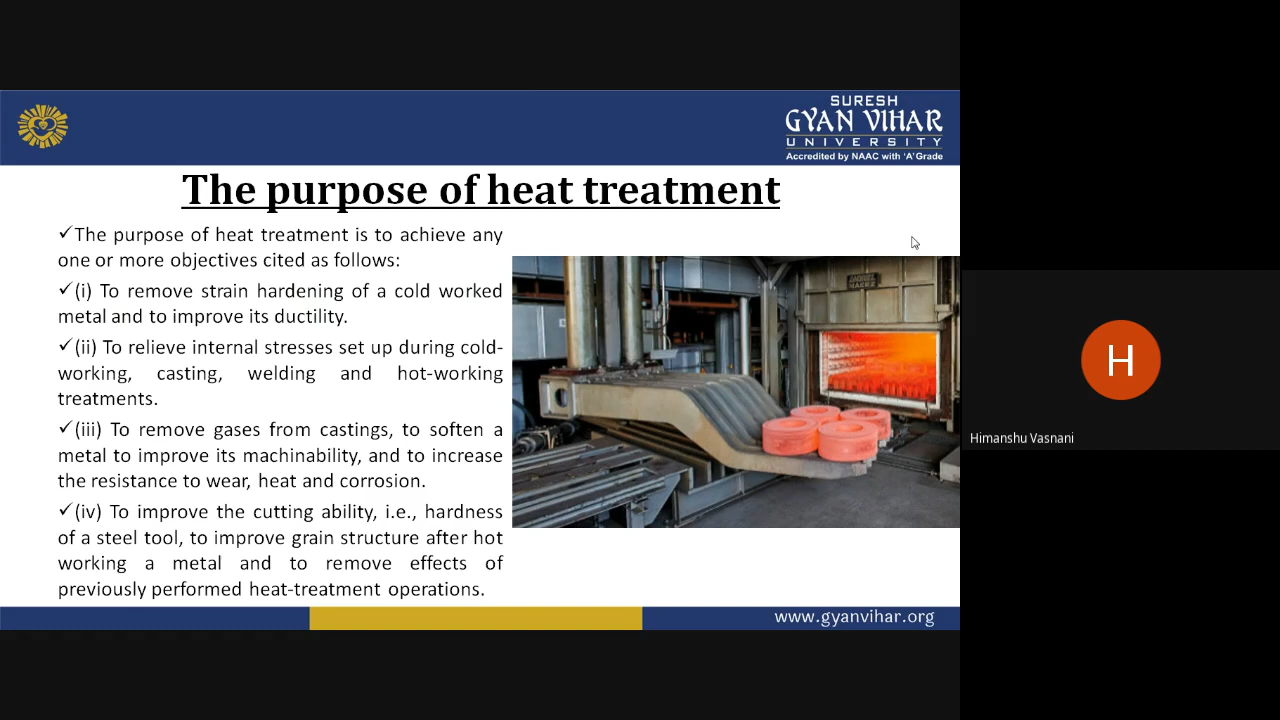 SURESH
GYAN VIHAR
UNIVERSITY
Accredited by NAAC with 'A' Grade
The purpose of heat treatment
✓The purpose of heat treatment is to achieve any
one or more objectives cited as follows:
✓(i) To remove strain hardening of a cold worked
metal and to improve its ductility.
✓(ii) To relieve internal stresses set up during cold-
working, casting, welding and hot-working
treatments.
✓(iii) To remove gases from castings, to soften a
metal to improve its machinability, and to increase
the resistance to wear, heat and corrosion.
✓(iv) To improve the cutting ability, i.e., hardness
of a steel tool, to improve grain structure after hot
working a metal and to remove effects of
previously performed heat-treatment operations.
www.gyanvihar.org
H
Himanshu Vasnani